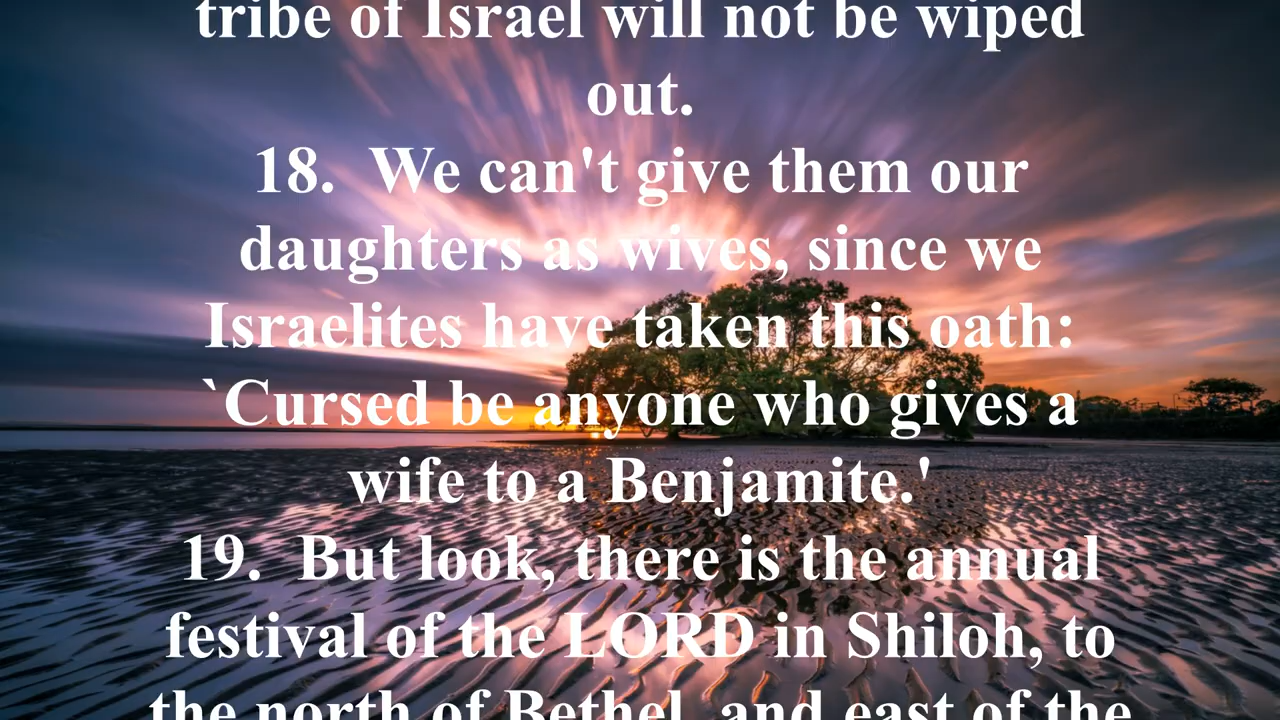 tribe of Israel will not be wiped
out.
18.  We can't give them our
daughters as wives, since we
Israelites have taken this oath:
`Cursed be anyone who gives a
wife to a Benjamite.'
19.  But look, there is the annual
festival of the LORD in Shiloh, to
the north of Bethel, and east of the